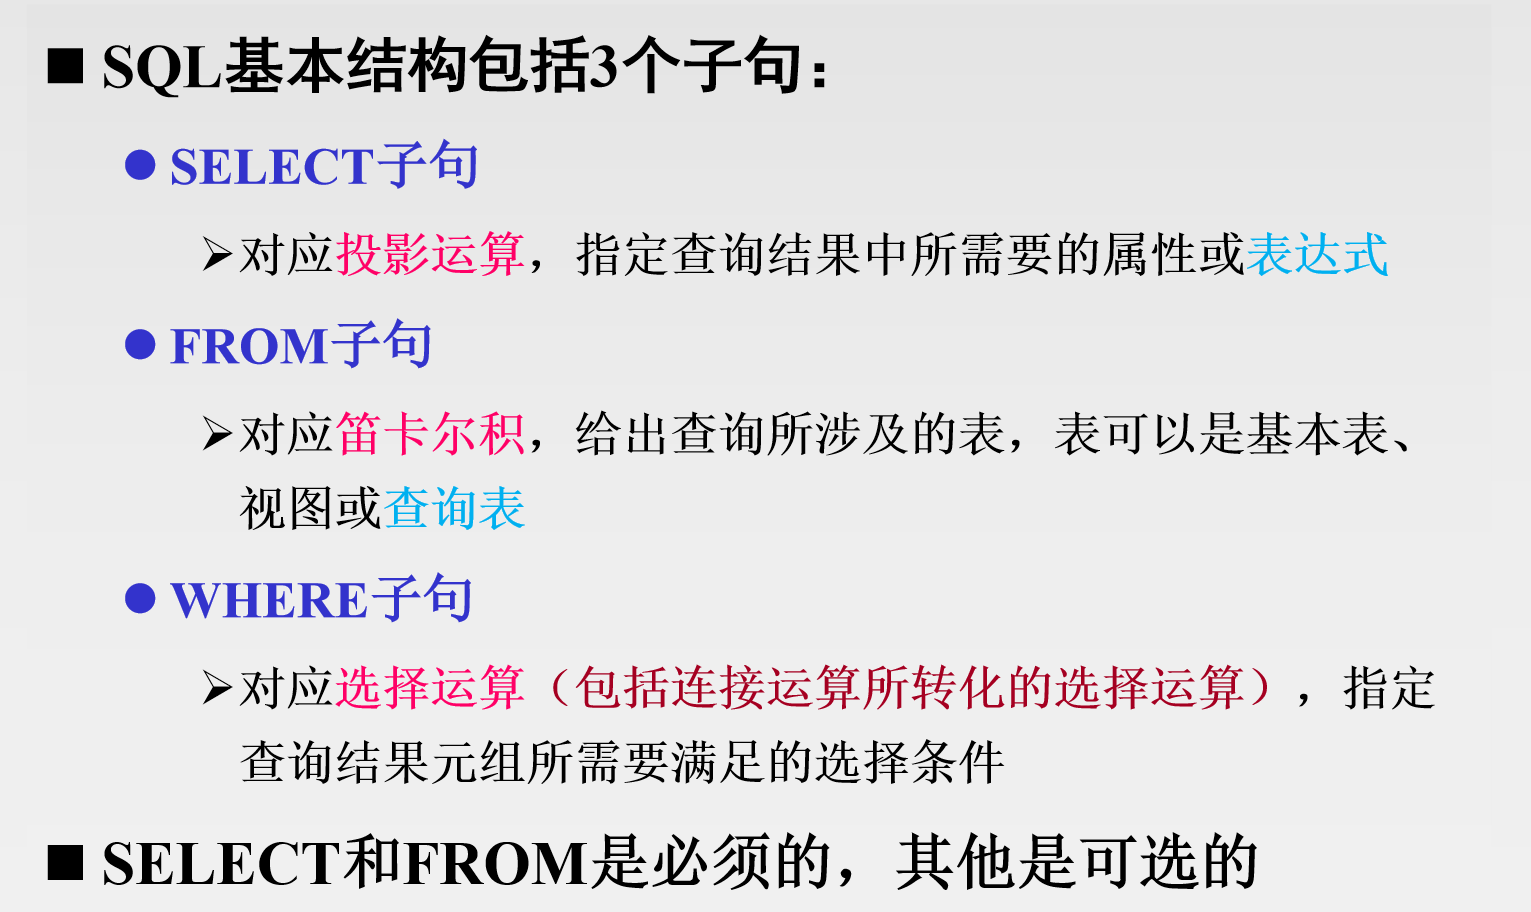 SQL基本结构包括3个子句：
SELECT子句
对应投影运算，指定查询结果中所需要的属性或表达式
FROM子句
对应笛卡尔积，给出查询所涉及的表，表可以是基本表、
视图或查询表
WHERE子句
对应选择运算（包括连接运算所转化的选择运算），指定
查询结果元组所需要满足的选择条件
SELECT和FROM是必须的，其他是可选的